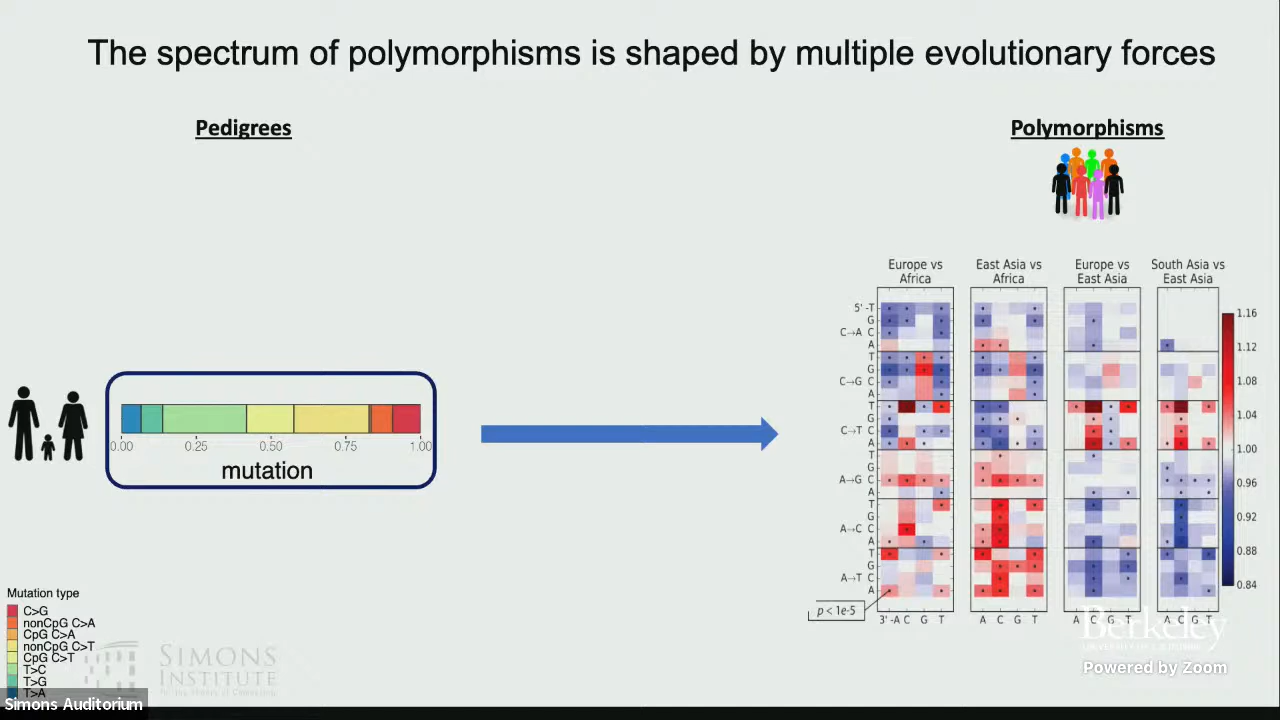 The spectrum of polymorphisms is shaped by multiple evolutionary forces
Pedigrees
Polymorphisms
0.00 0.25 0.50 0.75 1.00
mutation
Europe vs Africa
East Asia vs Africa
Europe vs East Asia
South Asia vs East Asia
5' -T
G
C→A C
A
T
G
C→G C
A
T
G
C→T C
A
T
G
A→G C
A
T
G
A→C C
A
T
G
A→T C
A
p < 1e-5
3' -A C G T
A C G T
A C G T
A C G T
1.16
1.12
1.08
1.04
1.00
0.96
0.92
0.88
0.84
Mutation type
C>G
nonCpG C>A
CpG C>A
nonCpG C>T
CpG C>T
T>C
T>G
T>A
SIMONS
INSTITUTE
Simons Auditorium
Berkeley
Powered by Zoom